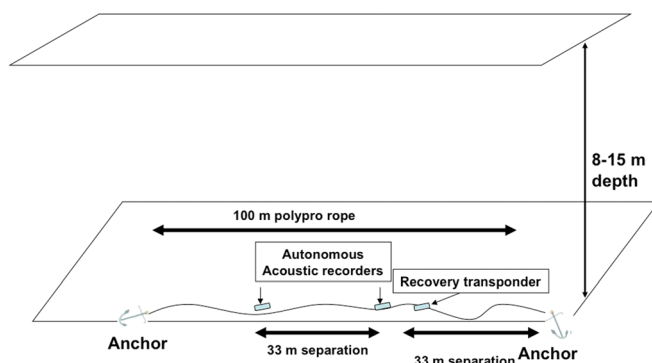 8-15 m
depth
100 m polypro rope
Autonomous
Acoustic recorders
Recovery transponder
Anchor
33 m separation
33 m separation
Anchor